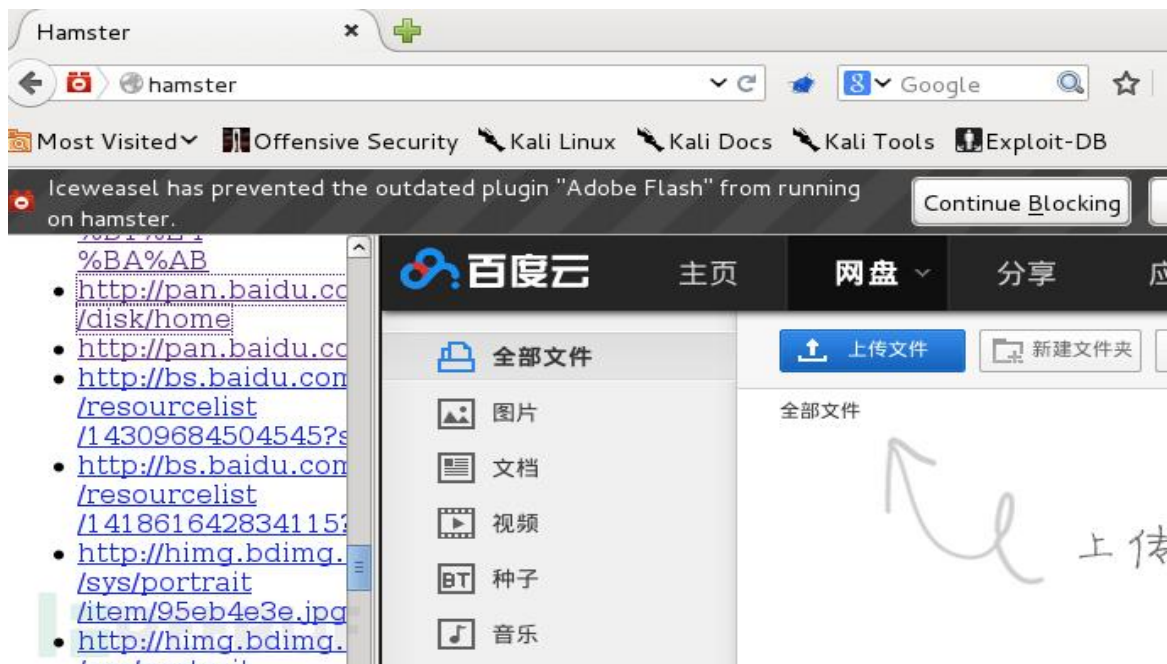 Hamster
hamster
Google
Most Visited
Offensive Security
Kali Linux
Kali Docs
Kali Tools
Exploit-DB
Iceweasel has prevented the outdated plugin "Adobe Flash" from running
on hamster.
Continue Blocking
%BA%AB
http://pan.baidu.co
/disk/home
http://pan.baidu.co
http://bs.baidu.com
/resourcelist
/14309684504545?s
http://bs.baidu.com
/resourcelist
/141861642834115?
http://himg.bdimg.
/sys/portrait
/item/95eb4e3e.jpg
http://himg.bdimg.
百度云
主页
网盘
分享
全部文件
图片
文档
视频
BT 种子
音乐
上传文件
新建文件夹
全部文件
上传